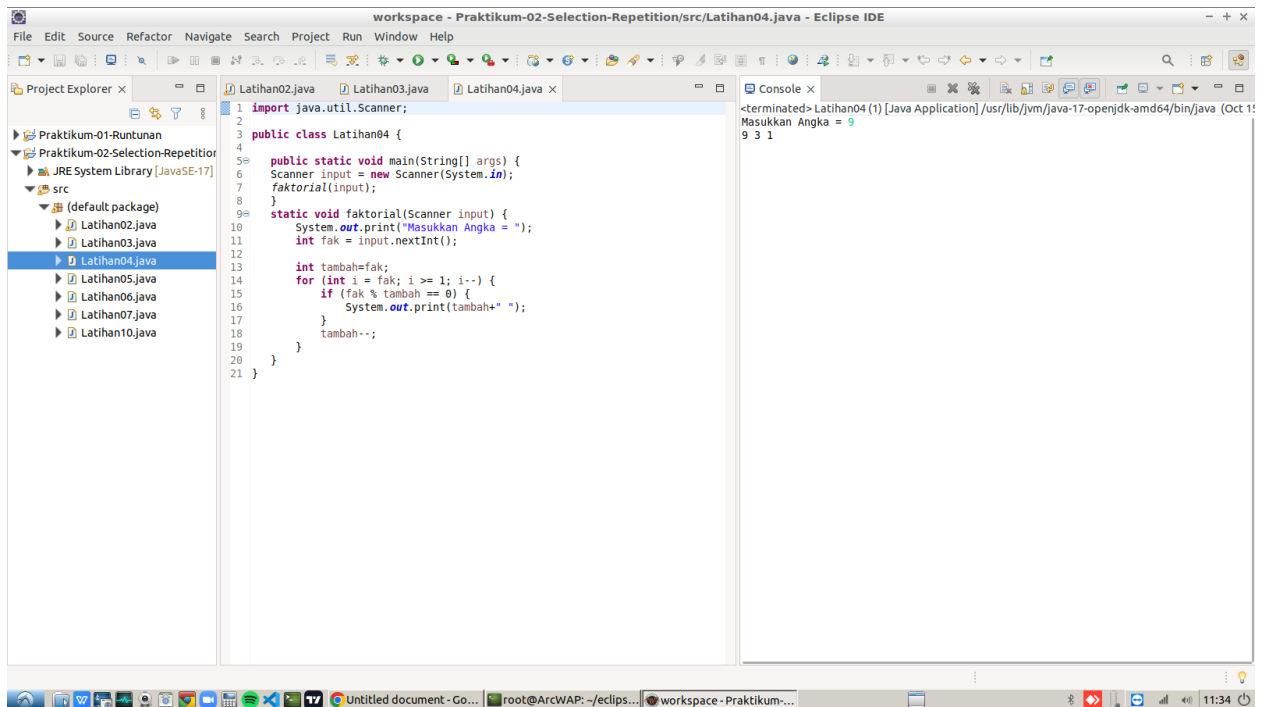 workspace - Praktikum-02-Selection-Repetition/src/Latihan04.java - Eclipse IDE
File Edit Source Refactor Navigate Search Project Run Window Help
Project Explorer
Praktikum-01-Runtunan
Praktikum-02-Selection-Repetition
JRE System Library [JavaSE-17]
src
(default package)
Latihan02.java
Latihan03.java
Latihan04.java
Latihan05.java
Latihan06.java
Latihan07.java
Latihan10.java
Latihan02.java Latihan03.java Latihan04.java
1 import java.util.Scanner;
2
3 public class Latihan04 {
4
5 public static void main(String[] args) {
6 Scanner input = new Scanner(System.in);
7 faktorial(input);
8 }
9 static void faktorial(Scanner input) {
10 System.out.print("Masukkan Angka = ");
11 int fak = input.nextInt();
12
13 int tambah=fak;
14 for (int i = fak; i >= 1; i--) {
15 if (fak % tambah == 0) {
16 System.out.print(tambah+" ");
17 }
18 tambah--;
19 }
20 }
21 }
Console
<terminated> Latihan04 (1) [Java Application] /usr/lib/jvm/java-17-openjdk-amd64/bin/java (Oct 15
Masukkan Angka = 9
9 3 1
Untitled document - Go... root@ArcWAP: ~/eclips... workspace - Praktikum-... 11:34